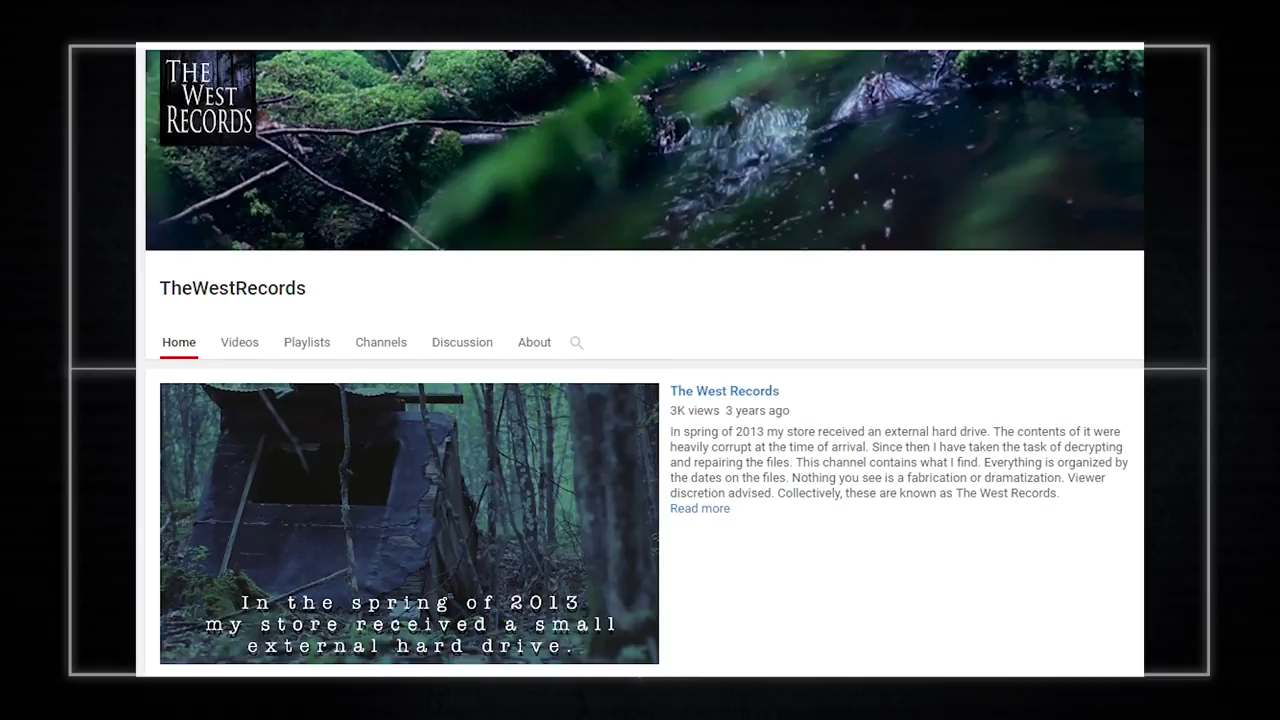 THE
WEST
RECORDS
TheWestRecords
Home Videos Playlists Channels Discussion About
The West Records
3K views 3 years ago
In spring of 2013 my store received an external hard drive. The contents of it were
heavily corrupt at the time of arrival. Since then I have taken the task of decrypting
and repairing the files. This channel contains what I find. Everything is organized by
the dates on the files. Nothing you see is a fabrication or dramatization. Viewer
discretion advised. Collectively, these are known as The West Records.
Read more
In the spring of 2013
my store received a small
external hard drive.